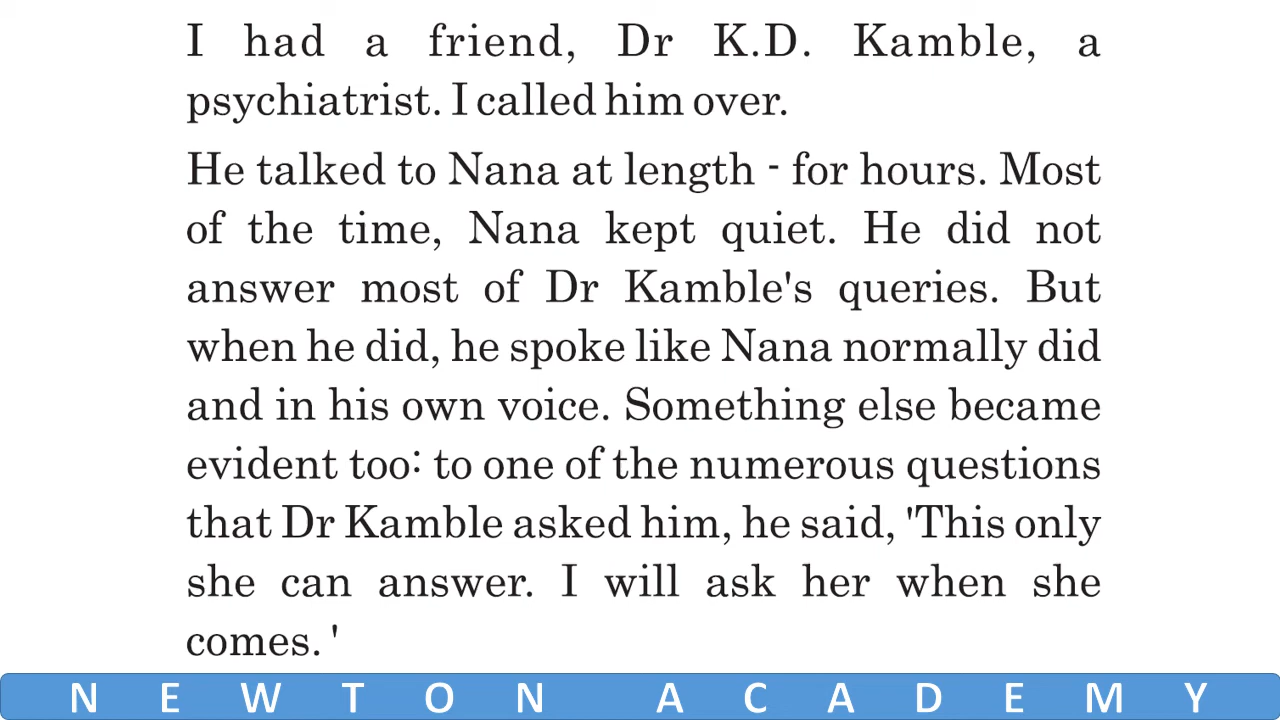 I had a friend, Dr K.D. Kamble, a
psychiatrist. I called him over.
He talked to Nana at length - for hours. Most
of the time, Nana kept quiet. He did not
answer most of Dr Kamble's queries. But
when he did, he spoke like Nana normally did
and in his own voice. Something else became
evident too: to one of the numerous questions
that Dr Kamble asked him, he said, 'This only
she can answer. I will ask her when she
comes. '
NEWTON ACADEMY